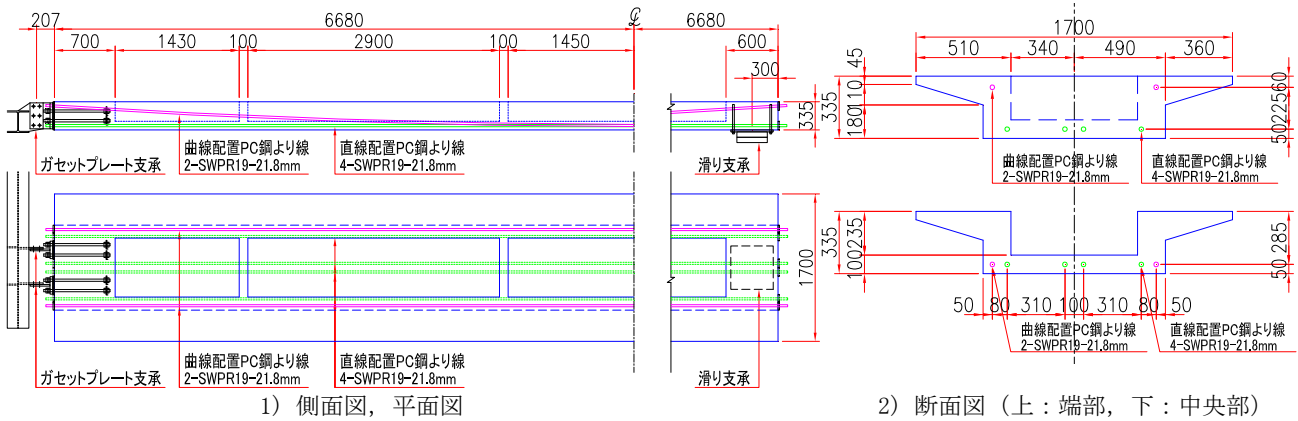 207
6680
℄
6680
700
1430
100
2900
100
1450
600
300
335
ガセットプレート支承
曲線配置PC鋼より線
2-SWPR19-21.8mm
直線配置PC鋼より線
4-SWPR19-21.8mm
滑り支承
1700
曲線配置PC鋼より線
2-SWPR19-21.8mm
直線配置PC鋼より線
4-SWPR19-21.8mm
ガセットプレート支承
滑り支承
1) 側面図, 平面図
1700
510
340
490
360
45
110
180
335
60
225
50
曲線配置PC鋼より線
2-SWPR19-21.8mm
直線配置PC鋼より線
4-SWPR19-21.8mm
335
235
100
285
50
50
80
310
100
310
80
50
曲線配置PC鋼より線
2-SWPR19-21.8mm
直線配置PC鋼より線
4-SWPR19-21.8mm
2) 断面図 (上:端部, 下:中央部)